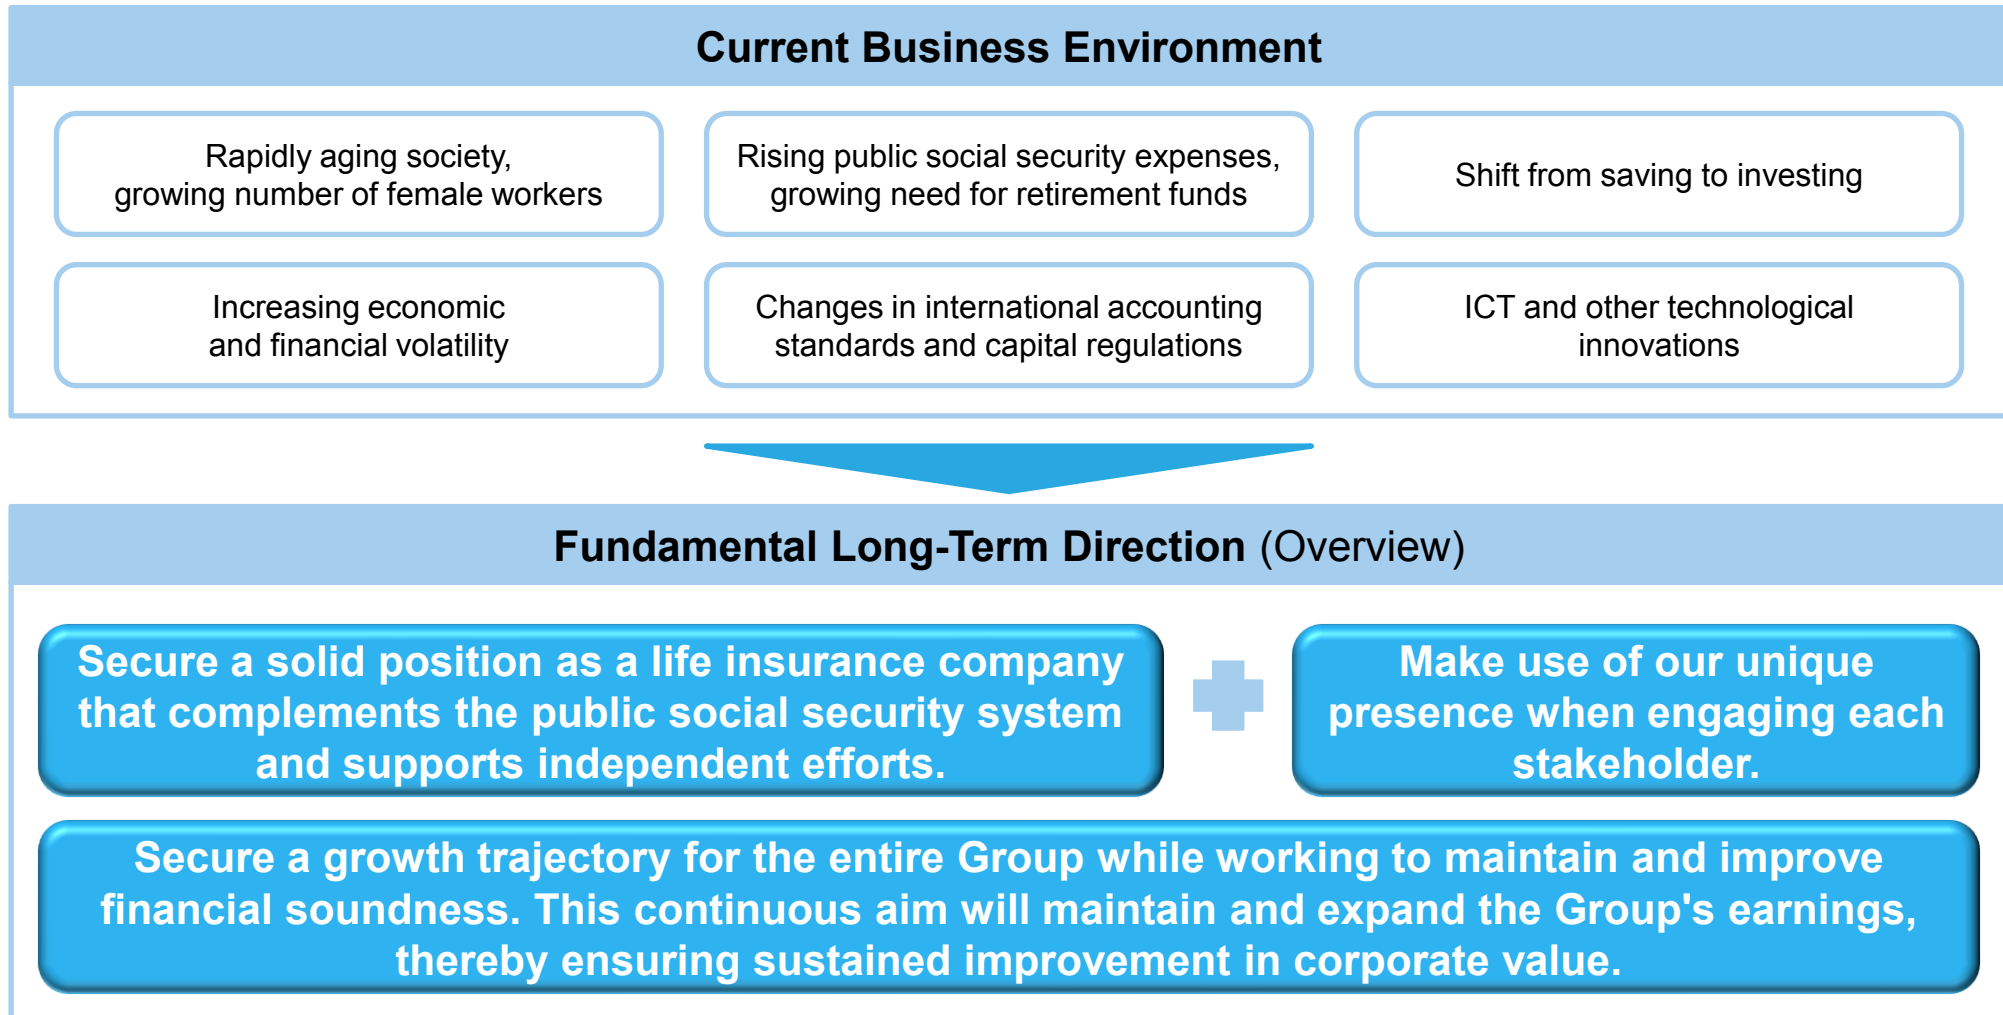 Current Business Environment
Rapidly aging society,
growing number of female workers
Rising public social security expenses,
growing need for retirement funds
Shift from saving to investing
Increasing economic
and financial volatility
Changes in international accounting
standards and capital regulations
ICT and other technological
innovations
Fundamental Long-Term Direction (Overview)
Secure a solid position as a life insurance company
that complements the public social security system
and supports independent efforts.
Make use of our unique
presence when engaging each
stakeholder.
Secure a growth trajectory for the entire Group while working to maintain and improve
financial soundness. This continuous aim will maintain and expand the Group's earnings,
thereby ensuring sustained improvement in corporate value.